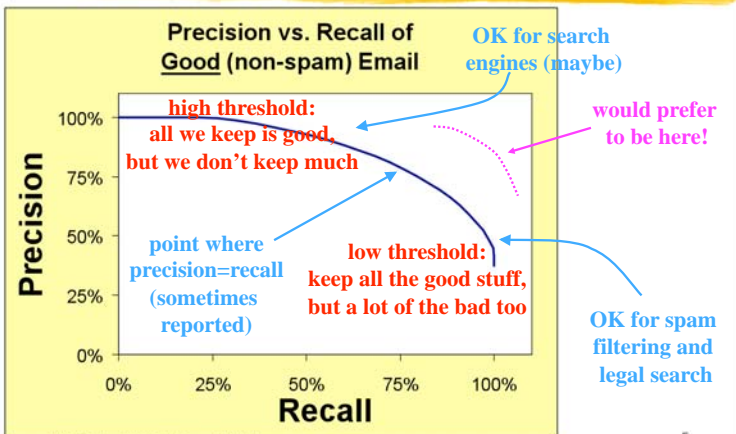 Precision vs. Recall of
Good (non-spam) Email
OK for search
engines (maybe)
high threshold:
all we keep is good,
but we don't keep much
would prefer
to be here!
point where
precision=recall
(sometimes
reported)
low threshold:
keep all the good stuff,
but a lot of the bad too
OK for spam
filtering and
legal search
Precision
100%
75%
50%
25%
0%
0% 25% 50% 75% 100%
Recall